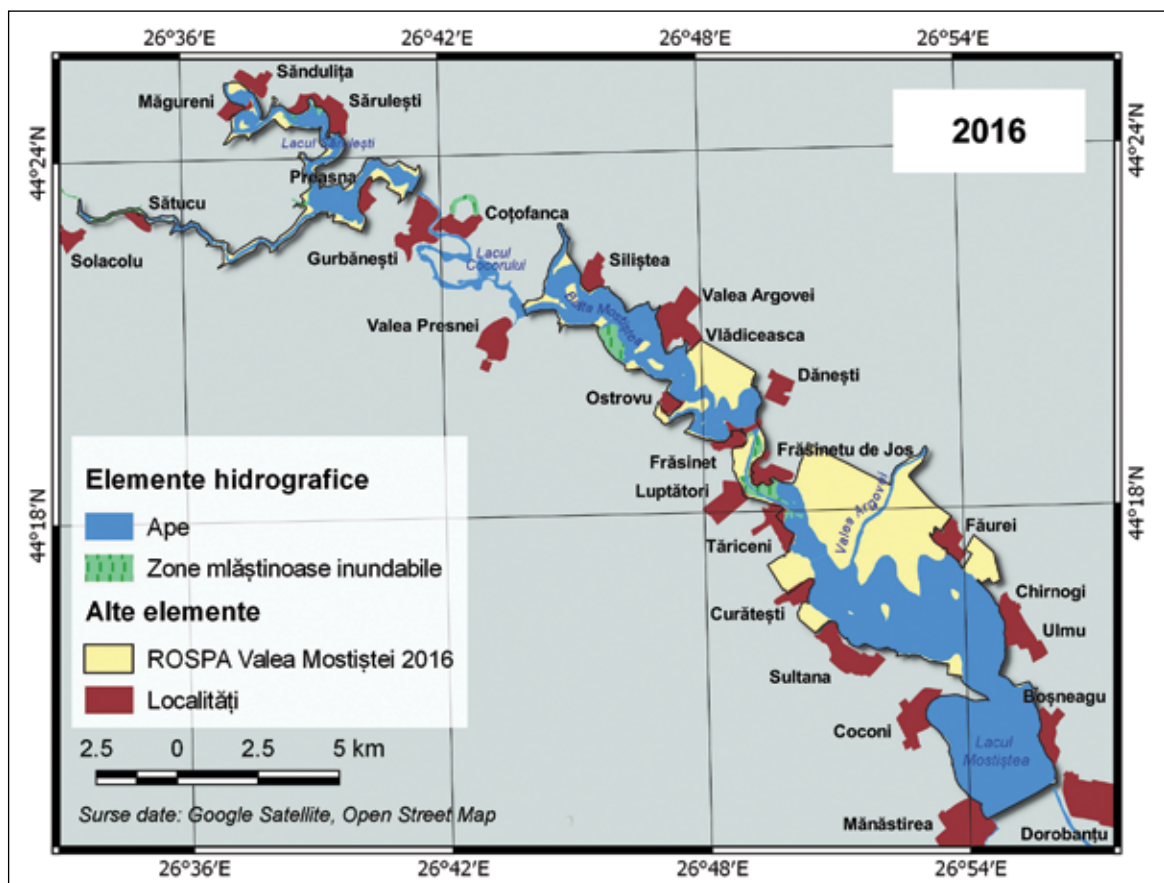 26°36′E 26°42′E 26°48′E 26°54′E
2016
44°24′N
44°24′N
44°18′N
44°18′N
Săndulița
Măgureni
Sărulești
Lacul Sărulești
Preasna
Sătucu
Solacolu
Coțofanca
Gurbănești
Lacul
Cocorului
Siliștea
Valea Argovei
Balta Mostiștea
Valea Presnei
Vlădiceasca
Dănești
Ostrovu
Frăsinet
Frăsinetu de Jos
Luptători
Valea Argovei
Făurei
Tăriceni
Chirnogi
Curătești
Ulmu
Sultana
Boșneagu
Coconi
Lacul
Mostiștea
Mănăstirea
Dorobanțu
Elemente hidrografice
Ape
Zone mlăștinoase inundabile
Alte elemente
ROSPA Valea Mostiștei 2016
Localități
2.5 0 2.5 5 km
Surse date: Google Satellite, Open Street Map
26°36′E 26°42′E 26°48′E 26°54′E